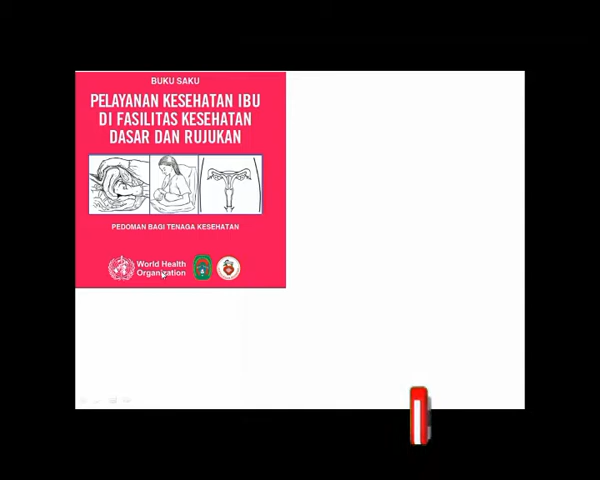 BUKU SAKU
PELAYANAN KESEHATAN IBU
DI FASILITAS KESEHATAN
DASAR DAN RUJUKAN
PEDOMAN BAGI TENAGA KESEHATAN
World Health
Organization